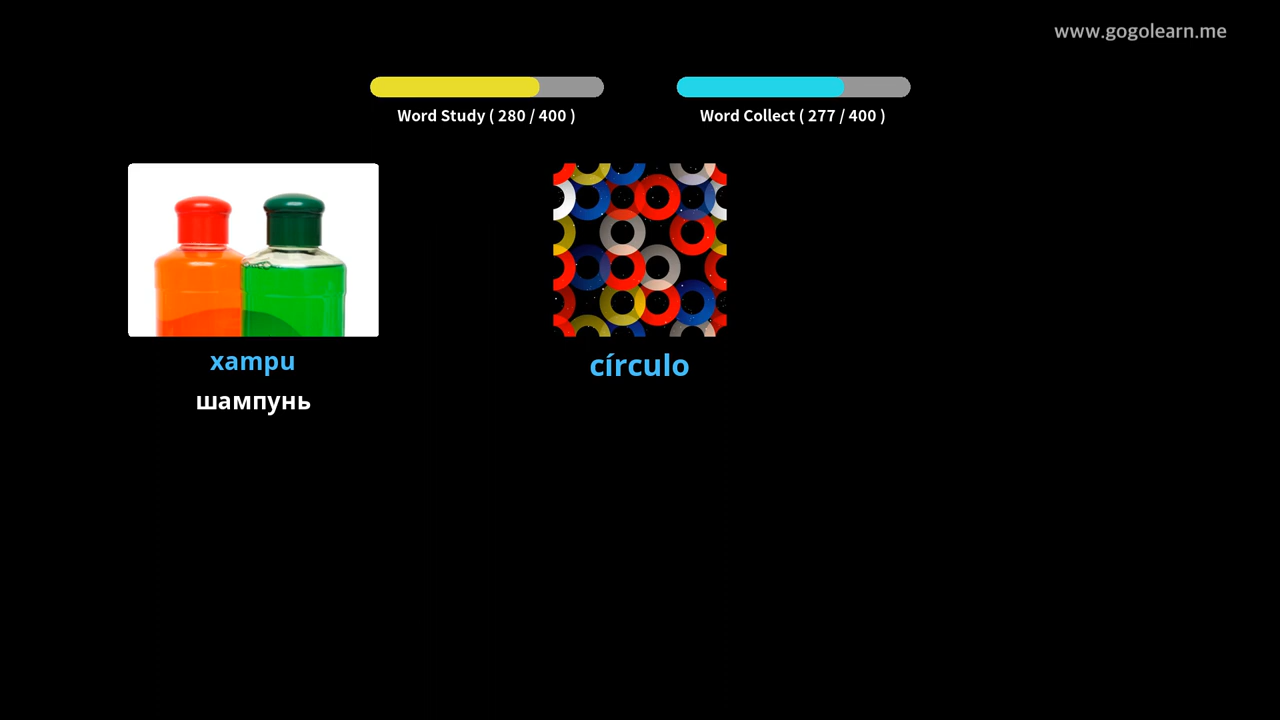 www.gogolearn.me
Word Study ( 280 / 400 )
Word Collect ( 277 / 400 )
xampu
шампунь
círculo